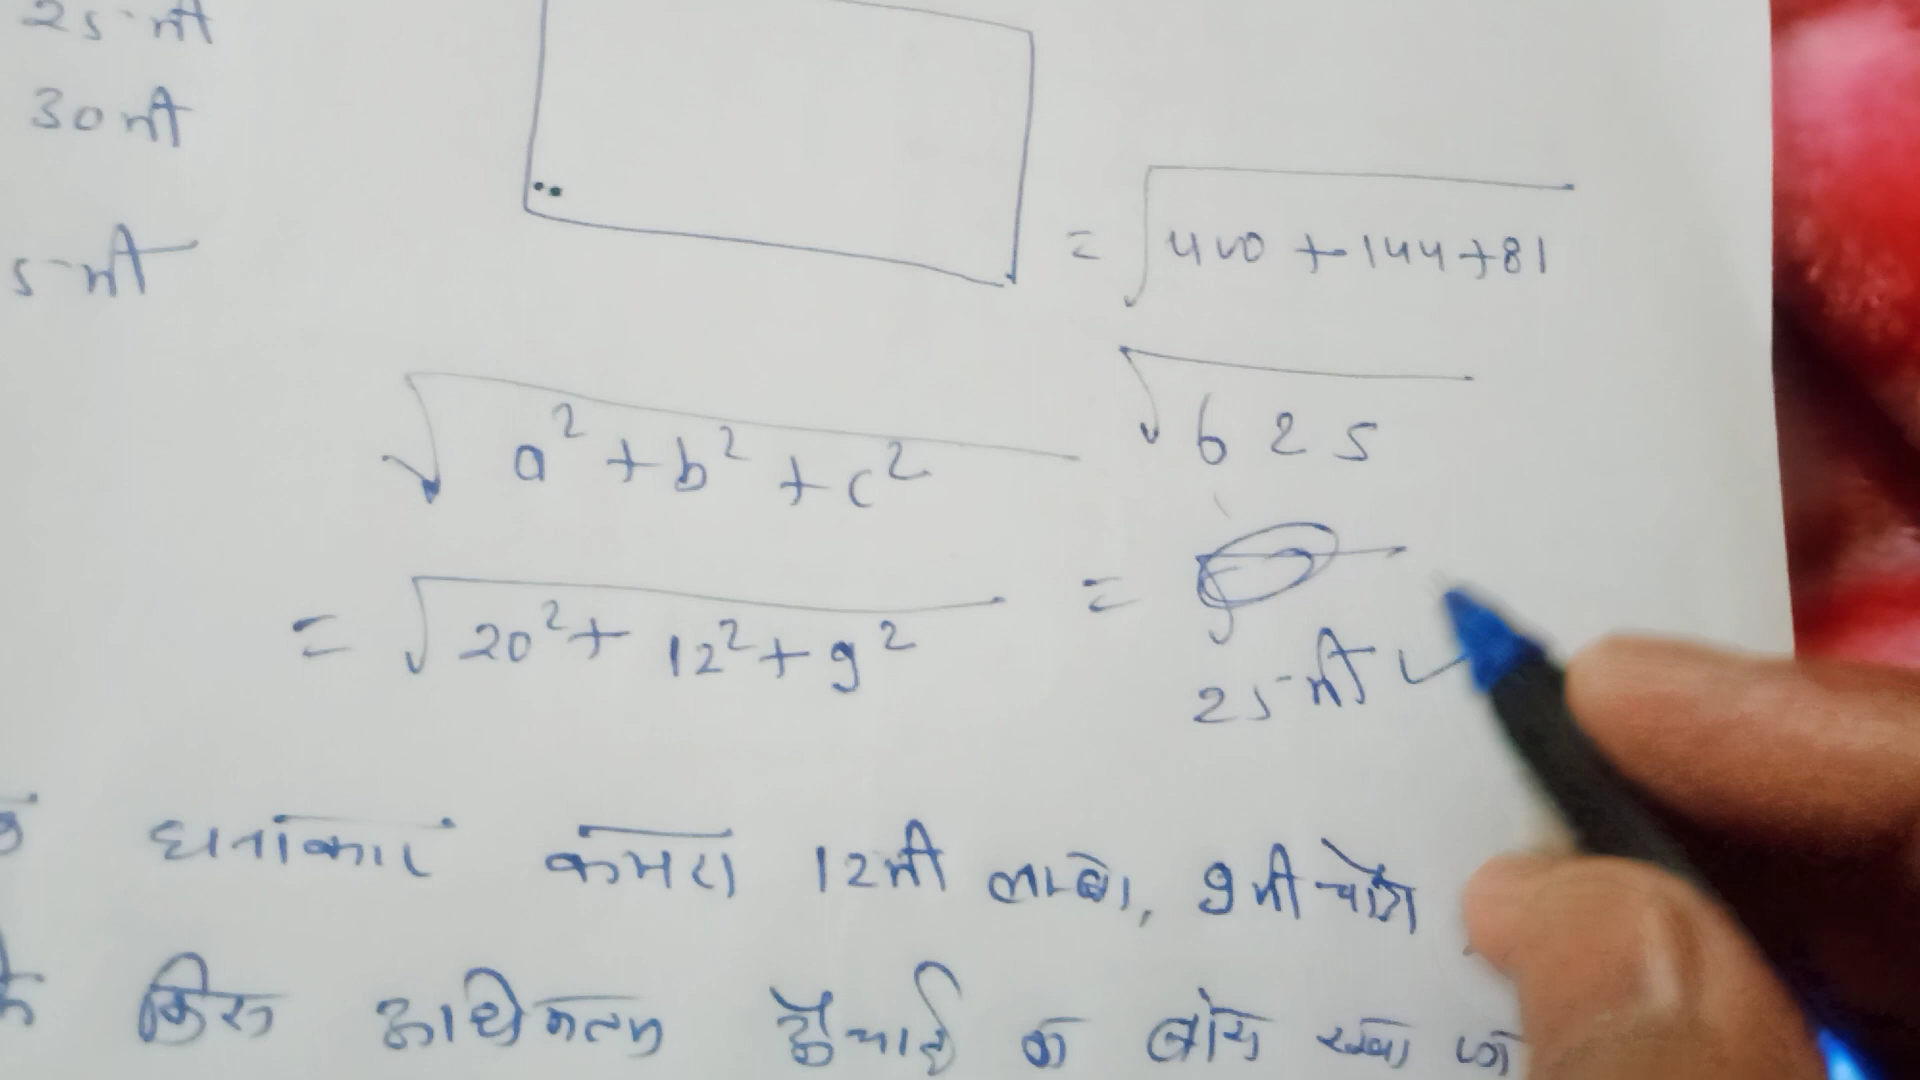 25 मी
30 मी
5 मी
= √400 + 144 + 81
√625
√a² + b² + c²
= √20² + 12² + 9²
=
25 मी ✓
घनाकार कमरा 12 मी लम्बा, 9 मी चौड़ा
किस अधिकतम ऊँचाई का बाँस रखा जा